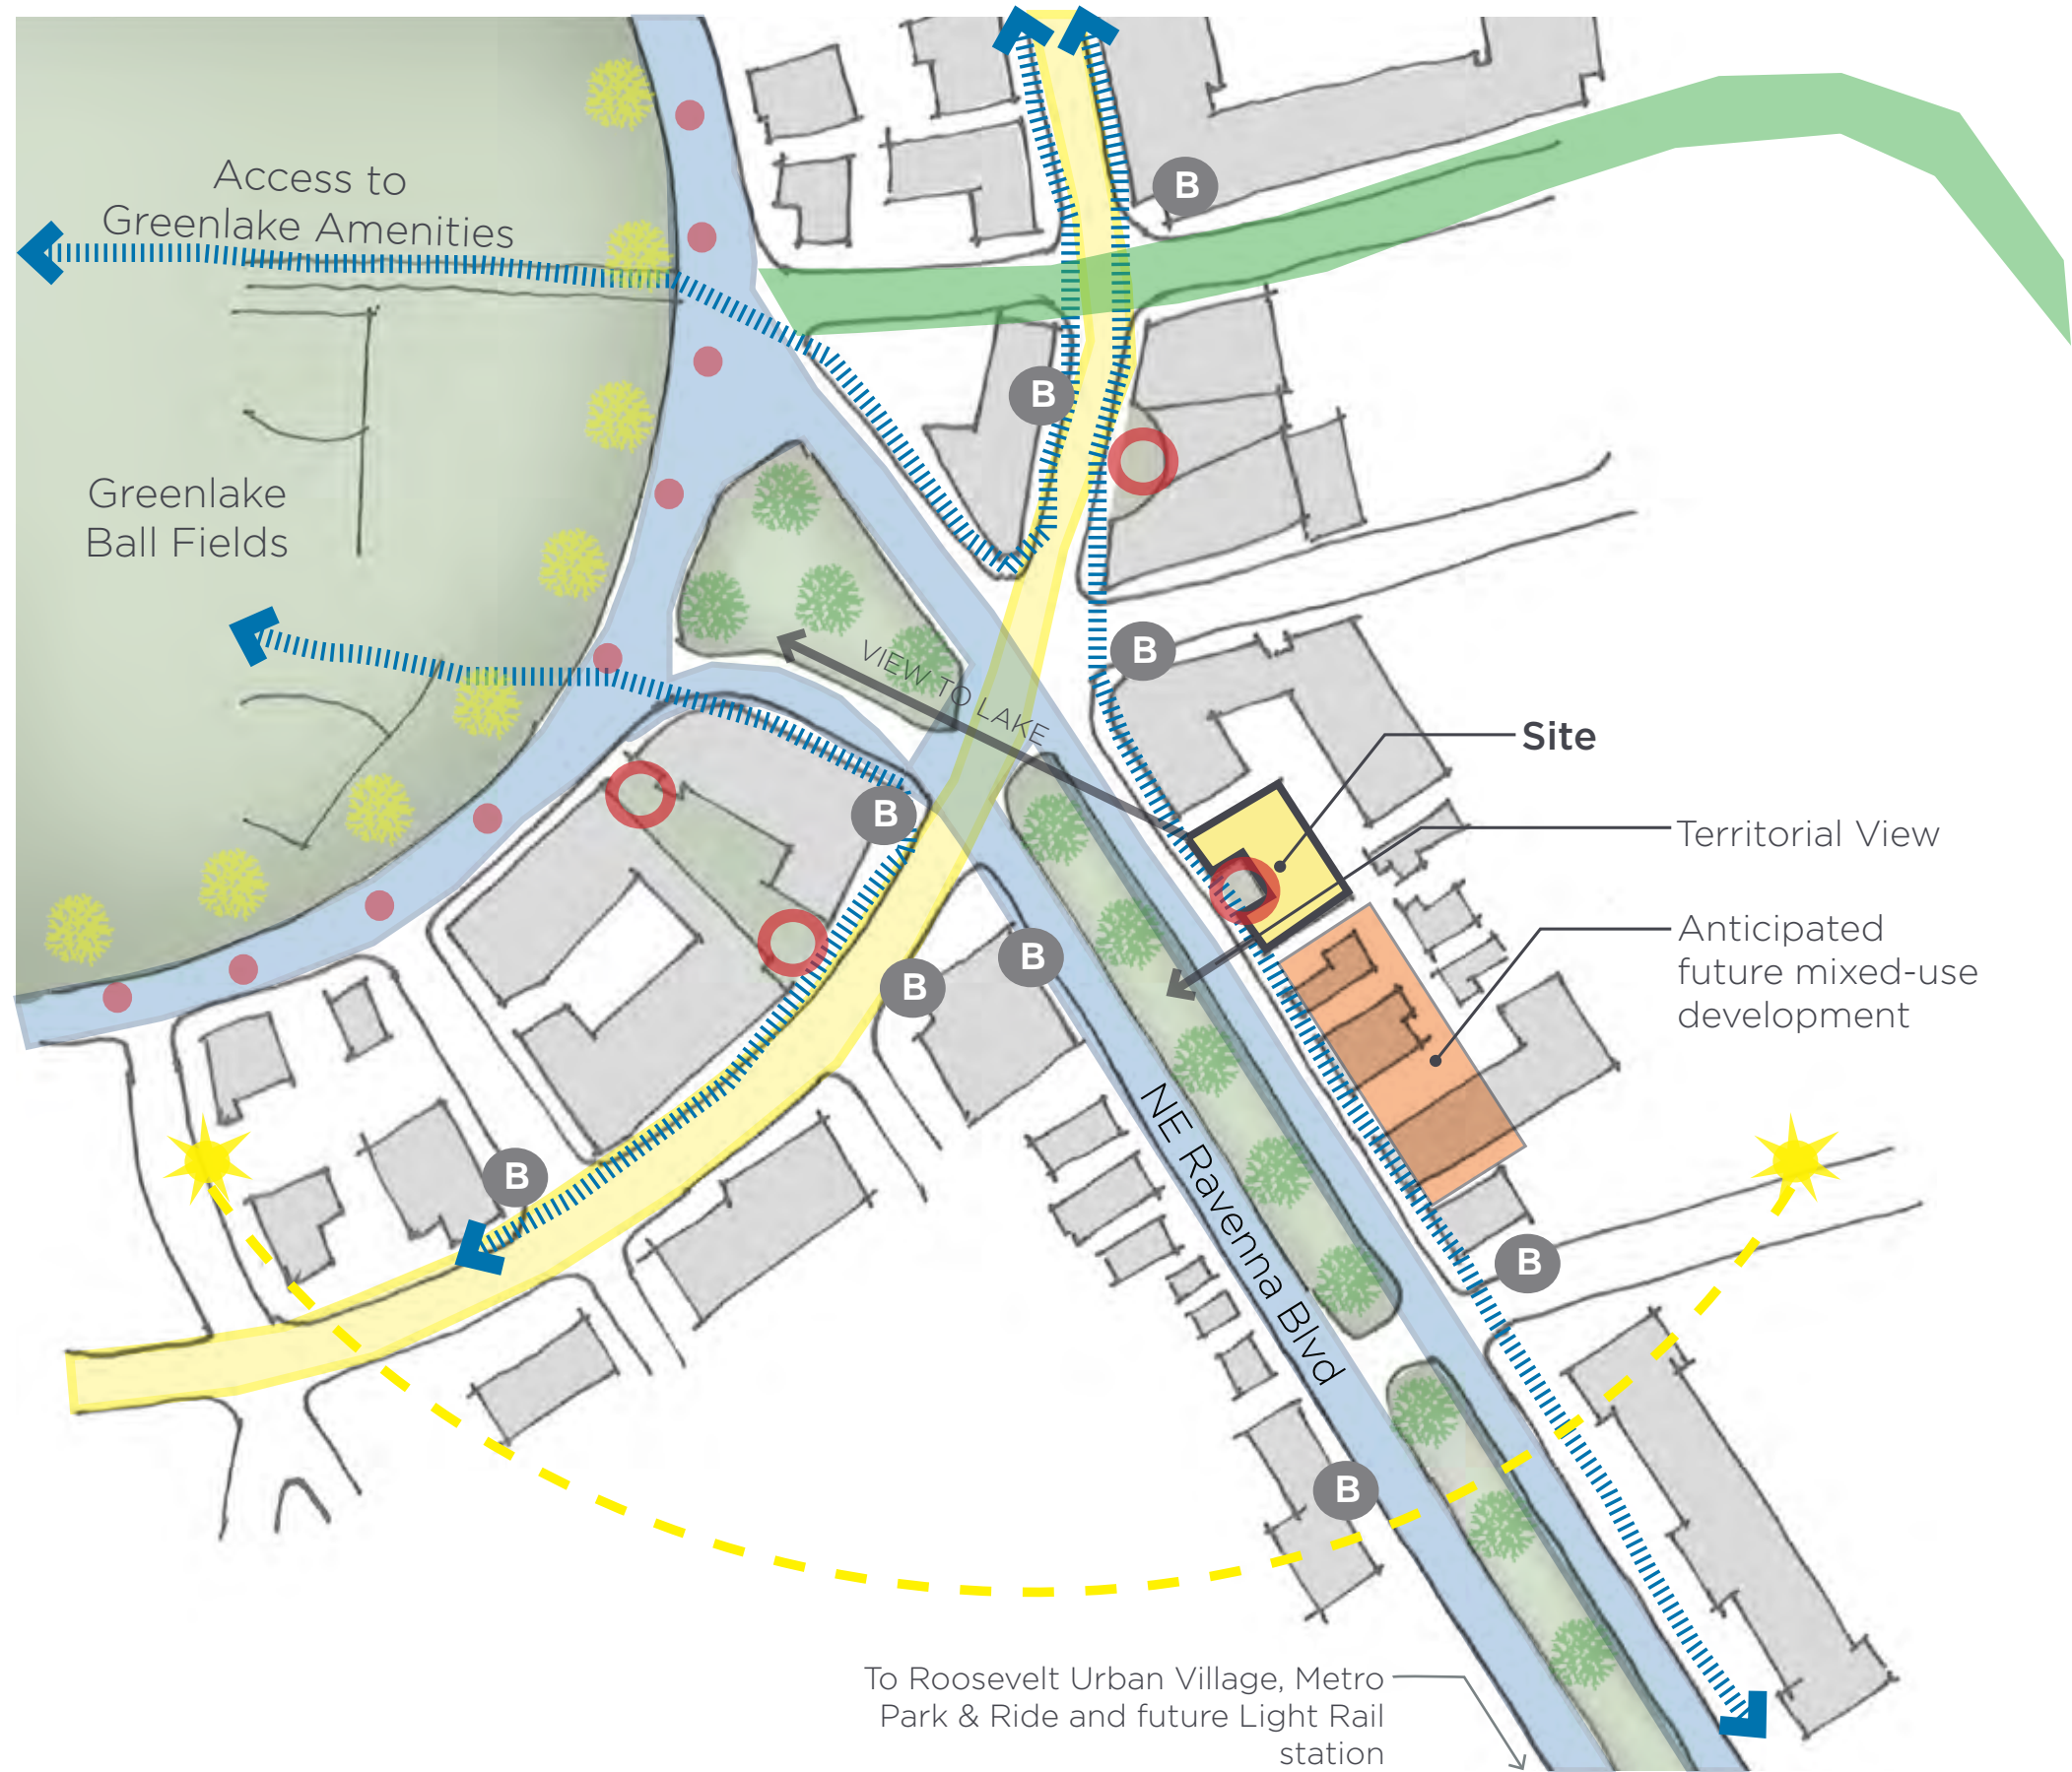 Access to
Greenlake Amenities
B
B
Greenlake
Ball Fields
B
VIEW TO LAKE
Site
B
Territorial View
Anticipated
future mixed-use
development
B
B
NE Ravenna Blvd
B
B
B
To Roosevelt Urban Village, Metro
Park & Ride and future Light Rail
station